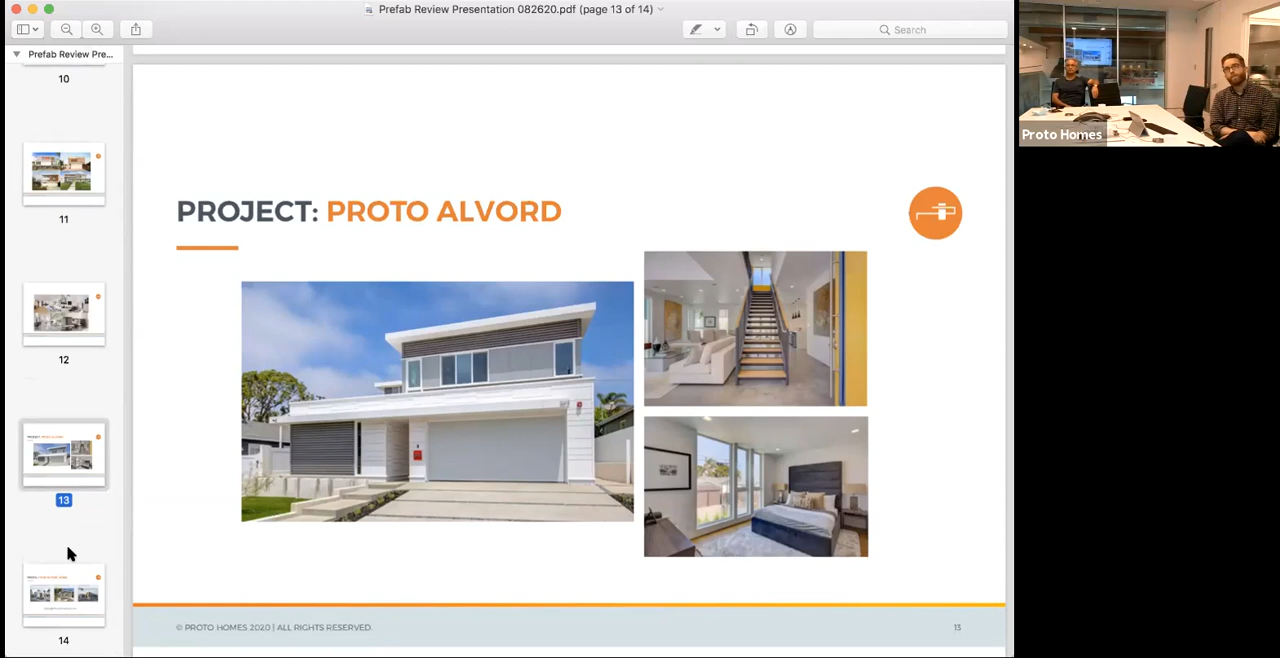 Prefab Review Presentation 082620.pdf (page 13 of 14)
Search
Prefab Review Pre...
10
11
12
13
14
PROJECT: PROTO ALVORD
© PROTO HOMES 2020 | ALL RIGHTS RESERVED.
13
Proto Homes